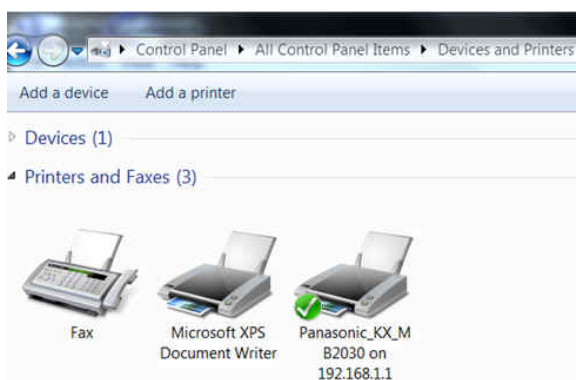 Control Panel ▸ All Control Panel Items ▸ Devices and Printers
Add a device Add a printer
Devices (1)
Printers and Faxes (3)
Fax
Microsoft XPS
Document Writer
Panasonic_KX_M
B2030 on
192.168.1.1